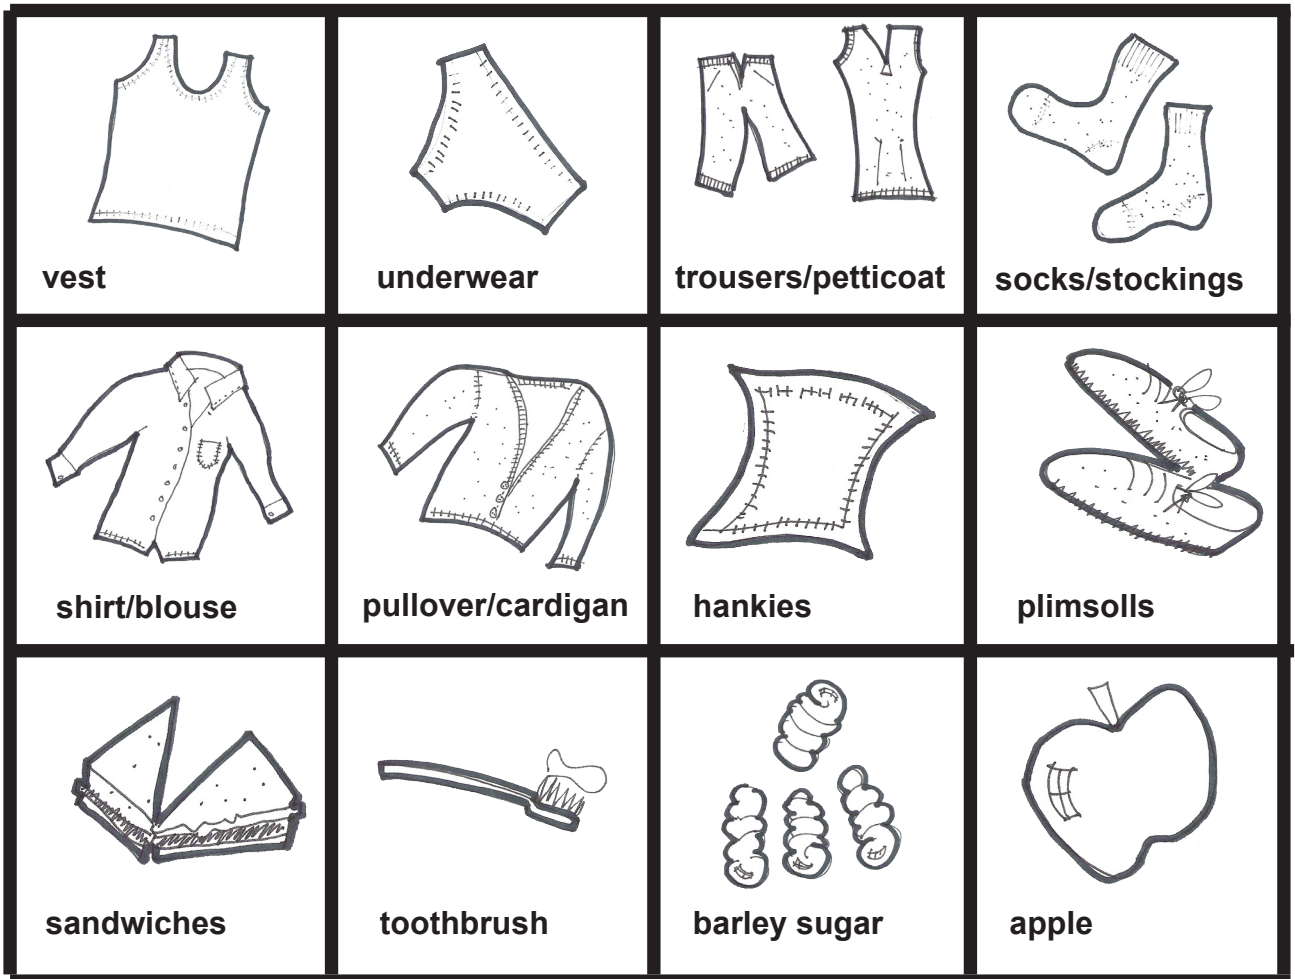 vest
underwear
trousers/petticoat
socks/stockings
shirt/blouse
pullover/cardigan
hankies
plimsolls
sandwiches
toothbrush
barley sugar
apple